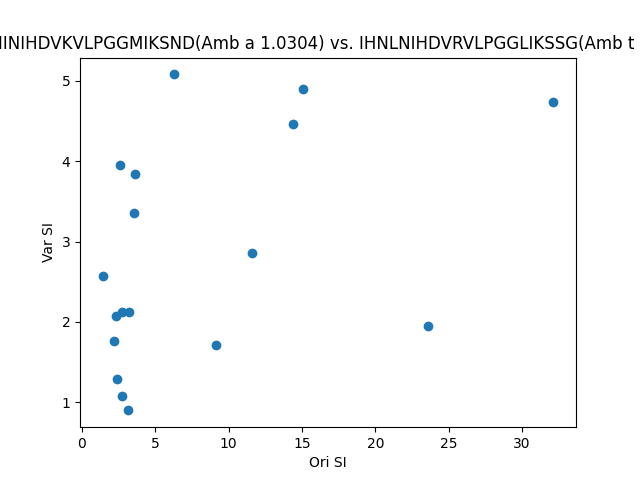 INIHDVKVLPGGMIKSND(Amb a 1.0304) vs. IHNLNIHDVRVLPGGLIKSSG(Amb t
5
4
3
2
1
Var SI
0 5 10 15 20 25 30
Ori SI